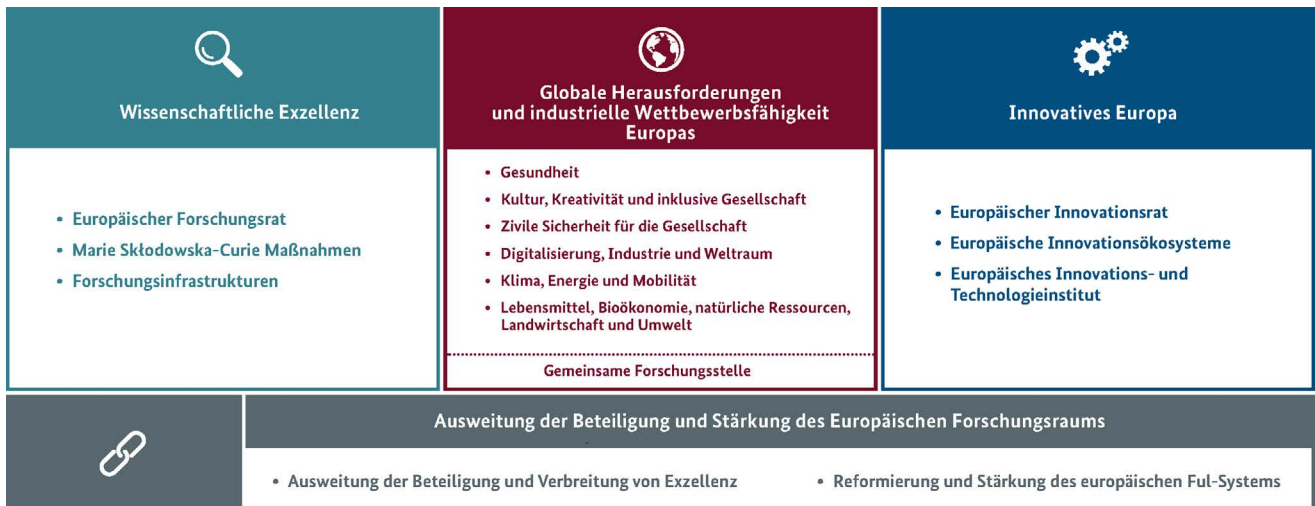 Wissenschaftliche Exzellenz
• Europäischer Forschungsrat
• Marie Skłodowska-Curie Maßnahmen
• Forschungsinfrastrukturen
Globale Herausforderungen
und industrielle Wettbewerbsfähigkeit
Europas
• Gesundheit
• Kultur, Kreativität und inklusive Gesellschaft
• Zivile Sicherheit für die Gesellschaft
• Digitalisierung, Industrie und Weltraum
• Klima, Energie und Mobilität
• Lebensmittel, Bioökonomie, natürliche Ressourcen,
Landwirtschaft und Umwelt
Gemeinsame Forschungsstelle
Innovatives Europa
• Europäischer Innovationsrat
• Europäische Innovationsökosysteme
• Europäisches Innovations- und
Technologieinstitut
Ausweitung der Beteiligung und Stärkung des Europäischen Forschungsraums
• Ausweitung der Beteiligung und Verbreitung von Exzellenz
• Reformierung und Stärkung des europäischen FuI-Systems